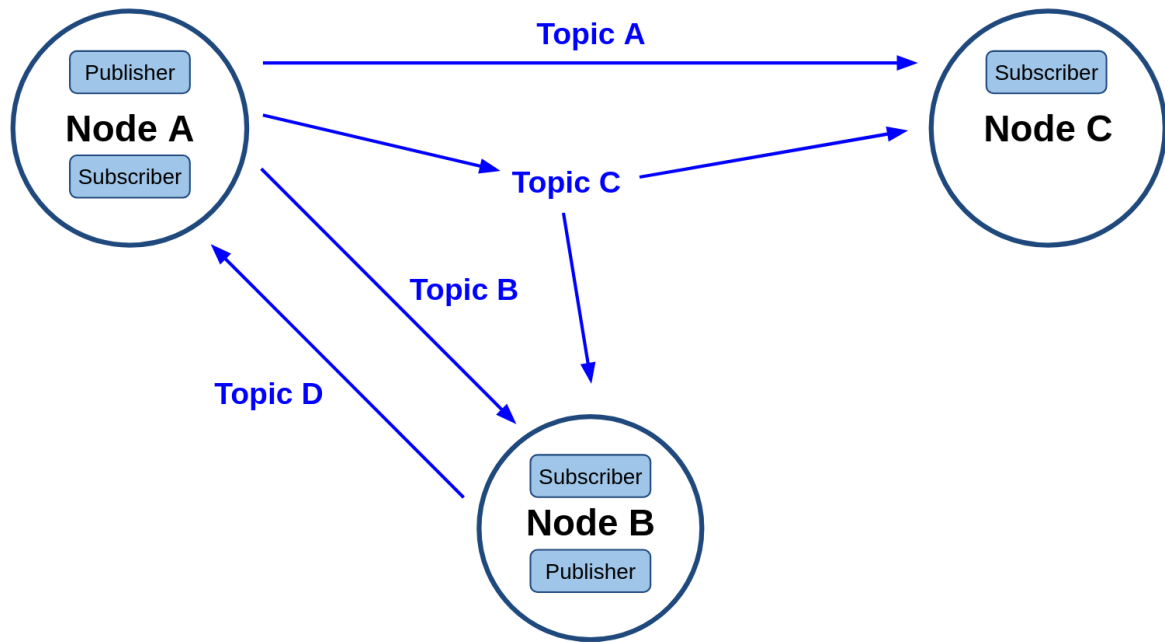 Topic A
Publisher
Node A
Subscriber
Subscriber
Node C
Topic C
Topic B
Topic D
Subscriber
Node B
Publisher